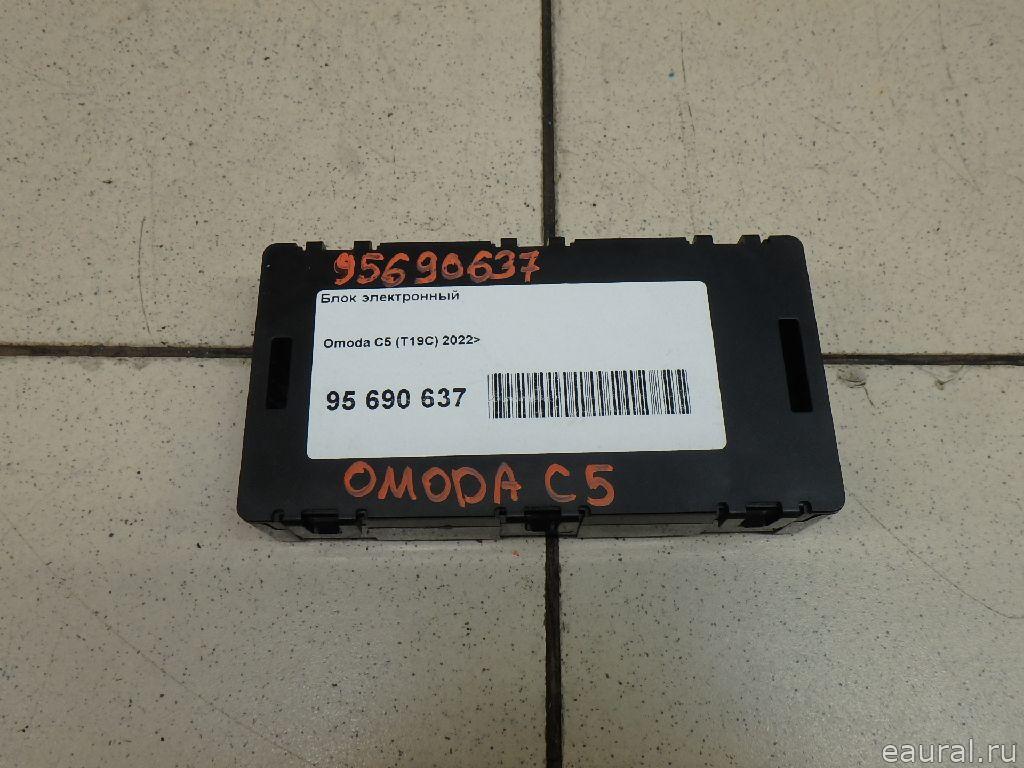 95690637
Блок электронный
Omoda C5 (T19C) 2022>
95 690 637
OMODA C5
eaural.ru